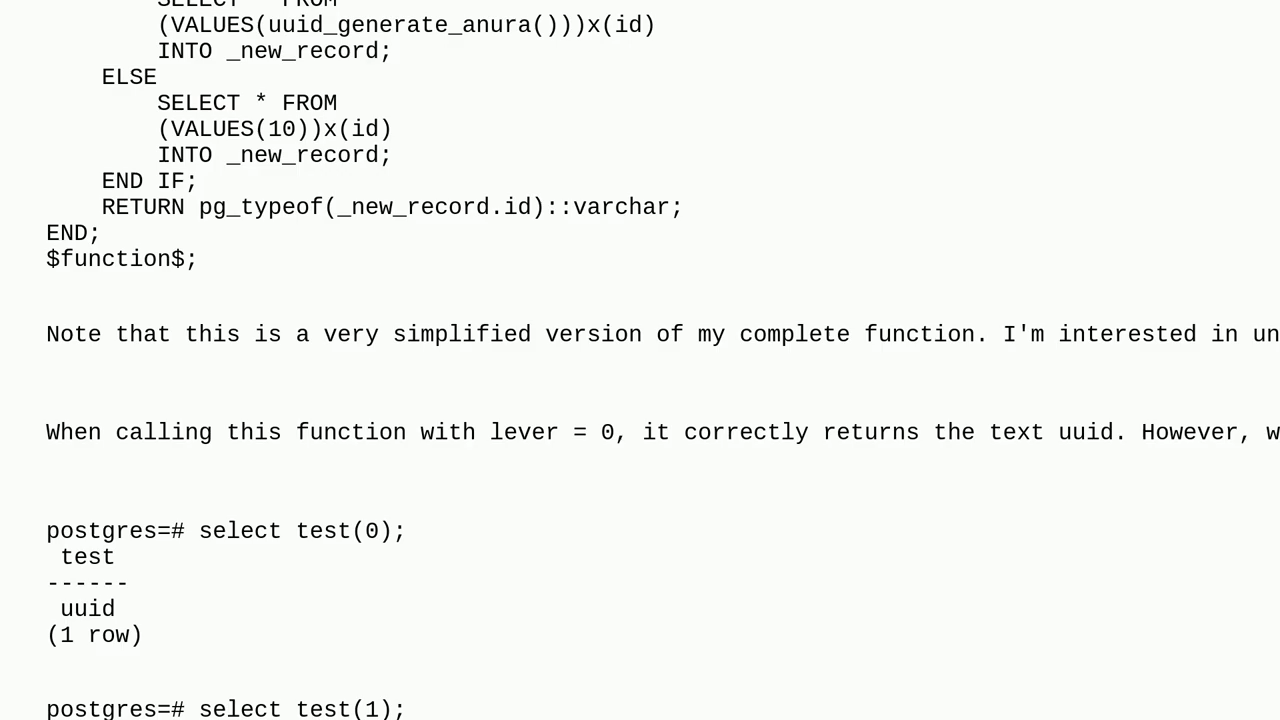 SELECT * FROM
(VALUES(uuid_generate_anura()))x(id)
INTO _new_record;
ELSE
SELECT * FROM
(VALUES(10))x(id)
INTO _new_record;
END IF;
RETURN pg_typeof(_new_record.id)::varchar;
END;
$function$;
Note that this is a very simplified version of my complete function. I'm interested in un
When calling this function with lever = 0, it correctly returns the text uuid. However, w
postgres=# select test(0);
test
------
uuid
(1 row)
postgres=# select test(1);